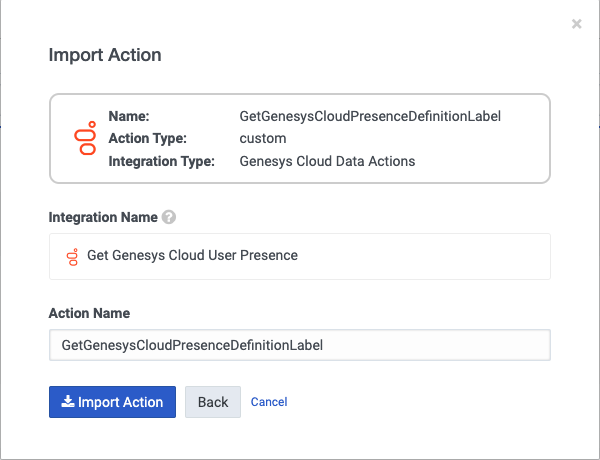 ×
Import Action
Name: GetGenesysCloudPresenceDefinitionLabel
Action Type: custom
Integration Type: Genesys Cloud Data Actions
Integration Name ?
Get Genesys Cloud User Presence
Action Name
GetGenesysCloudPresenceDefinitionLabel
Import Action Back Cancel